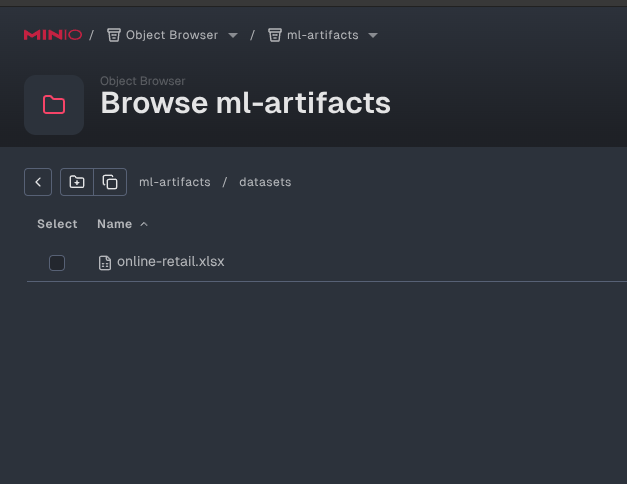 MINIO / Object Browser / ml-artifacts
Object Browser
Browse ml-artifacts
ml-artifacts / datasets
Select Name
online-retail.xlsx